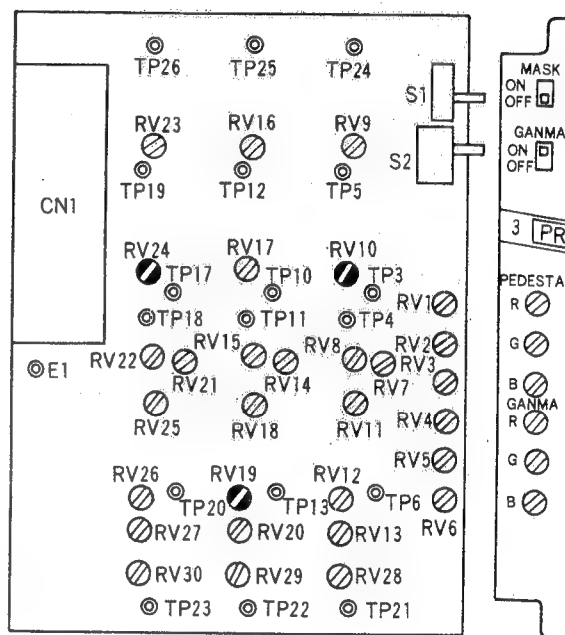 TP26 TP25 TP24
S1
MASK
ON
OFF
RV23 RV16 RV9
S2
GANMA
ON
OFF
TP19 TP12 TP5
CN1
3 PR
RV24 RV17 RV10
TP17 TP10 TP3
PEDESTA
RV1 R
TP18 TP11 TP4
RV2 G
RV22 RV15 RV8 RV3
E1
RV21 RV14 RV7
B
GANMA
RV25 RV18 RV11 RV4 R
RV5 G
RV26 RV19 RV12
TP20 TP13 TP6 B
RV6
RV27 RV20 RV13
RV30 RV29 RV28
TP23 TP22 TP21